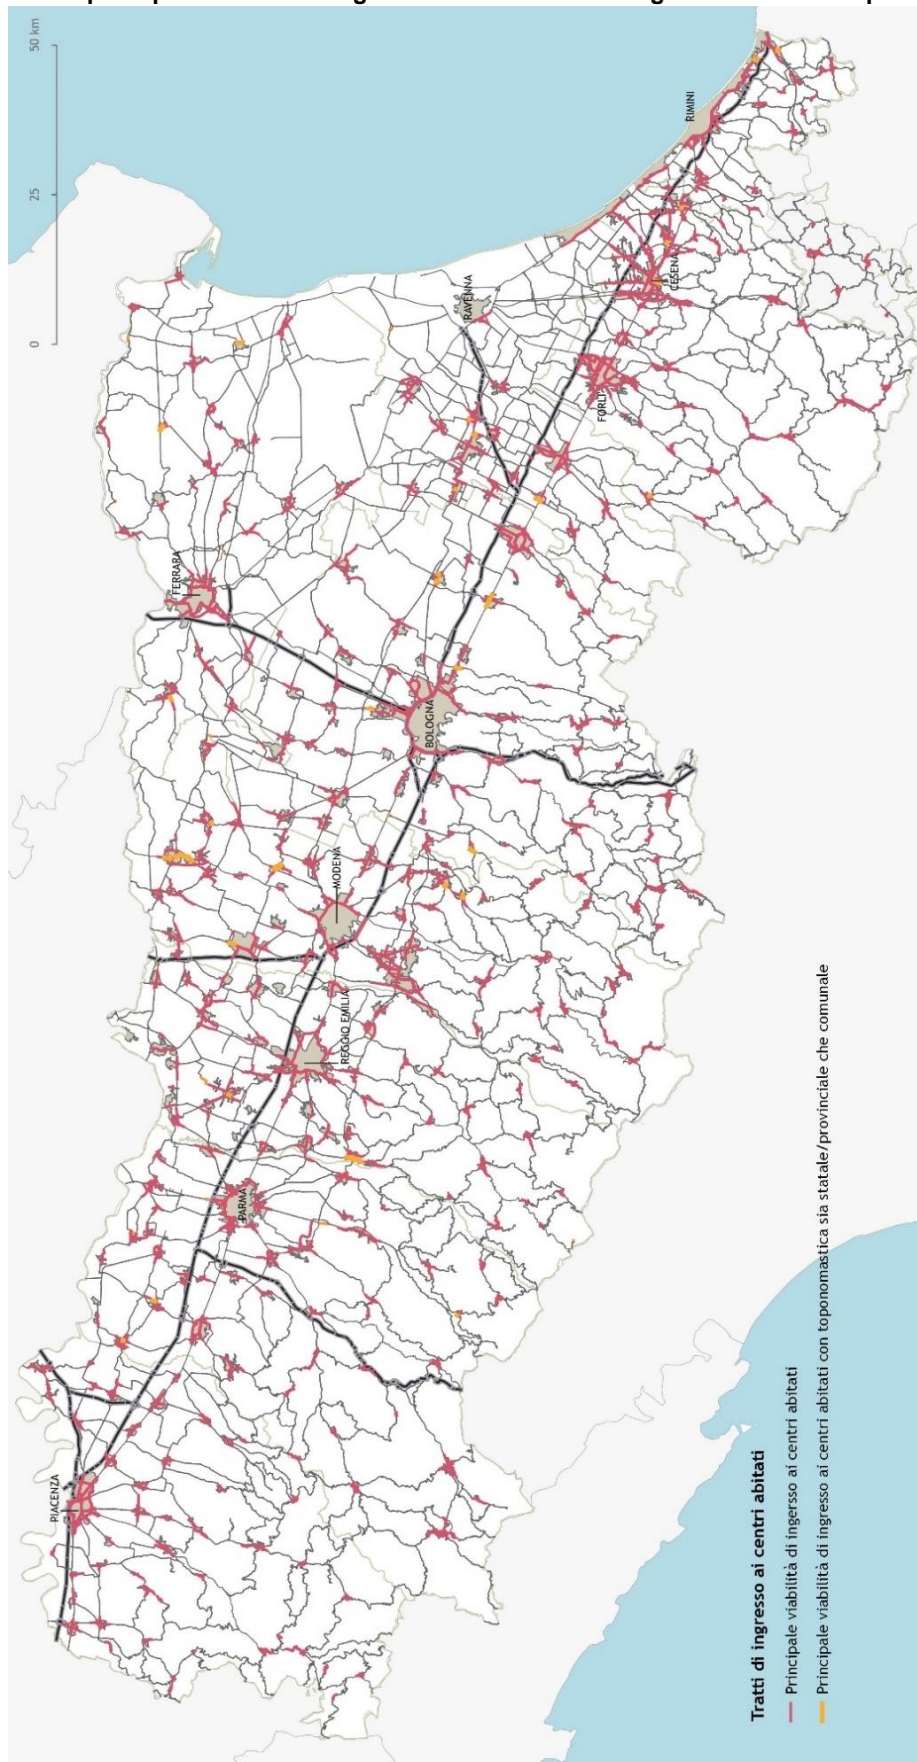 0 25 50 km
PIACENZA
FERRARA
PARMA
REGGIO EMILIA
MODENA
BOLOGNA
RAVENNA
FORLÌ
CESENA
RIMINI
Tratti di ingresso ai centri abitati
Principale viabilità di ingersso ai centri abitati
Principale viabilità di ingresso ai centri abitati con toponomastica sia statale/provinciale che comunale